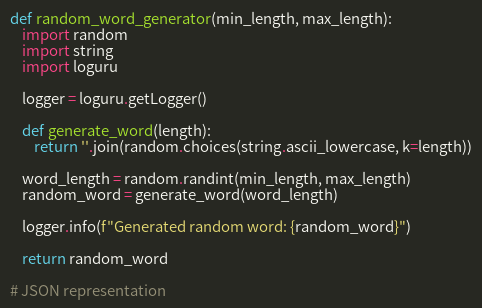 def random_word_generator(min_length, max_length):
    import random
    import string
    import loguru

    logger = loguru.getLogger()

    def generate_word(length):
        return ''.join(random.choices(string.ascii_lowercase, k=length))

    word_length = random.randint(min_length, max_length)
    random_word = generate_word(word_length)

    logger.info(f"Generated random word: {random_word}")

    return random_word

# JSON representation